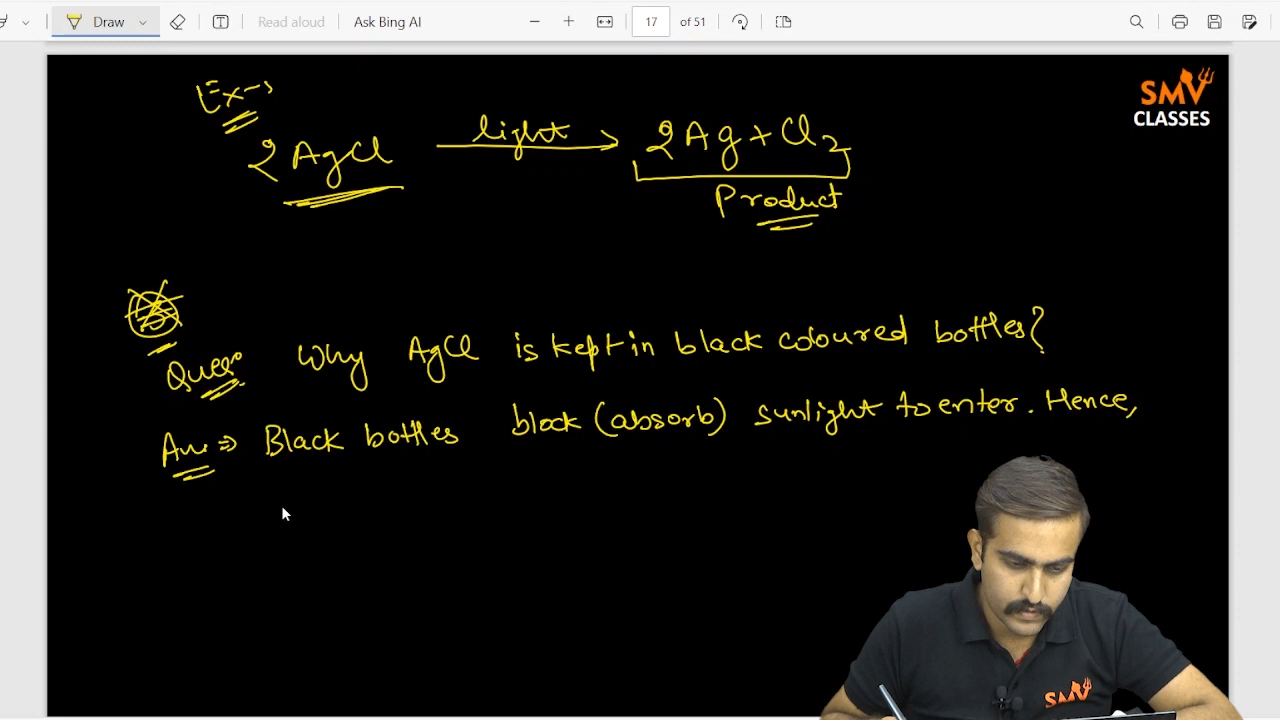 Draw
Read aloud
Ask Bing AI
17 of 51
SMV
CLASSES
Ex→
2AgCl light 2Ag + Cl2
Product
Ques Why AgCl is kept in black coloured bottles?
Ans ⇒ Black bottles block (absorb) sunlight to enter. Hence,
SMV